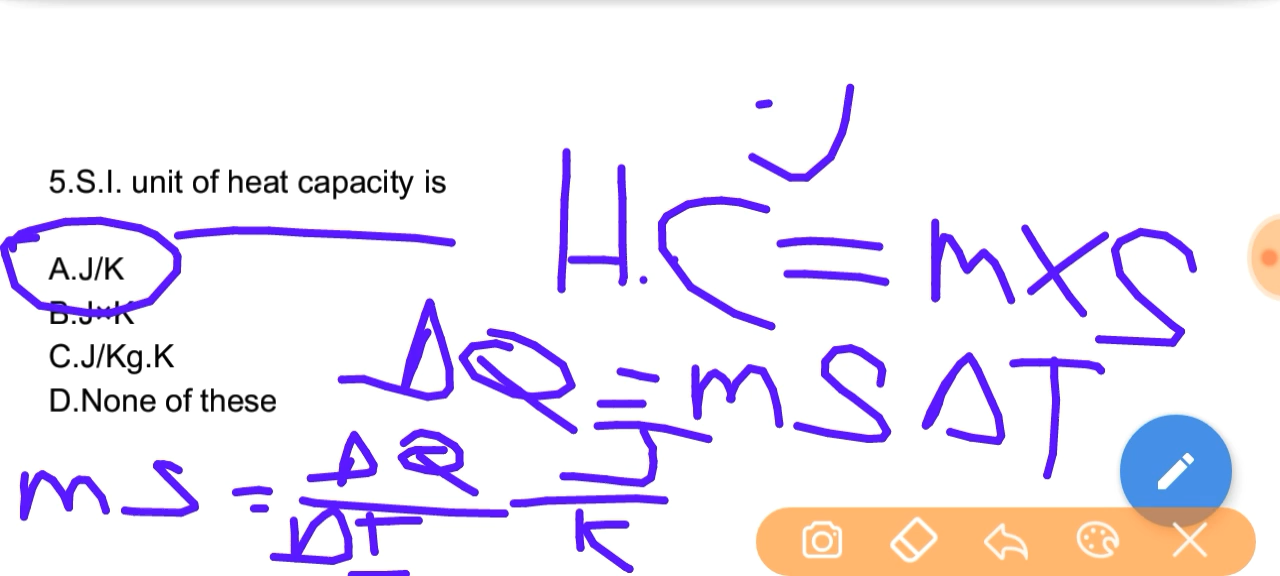 5.S.I. unit of heat capacity is
A.J/K
B.J×K
C.J/Kg.K
D.None of these
H.C = m×S
ΔQ = mSΔT
ms = ΔQ/ΔT = J/K